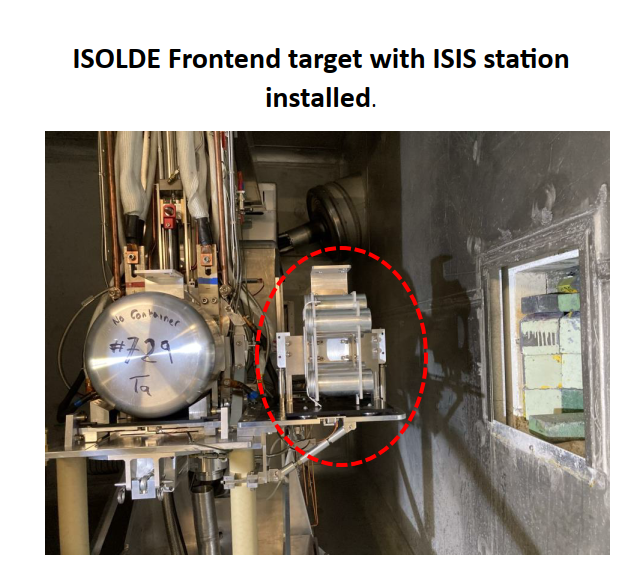 ISOLDE Frontend target with ISIS station
installed.
No Container
#729
Ta